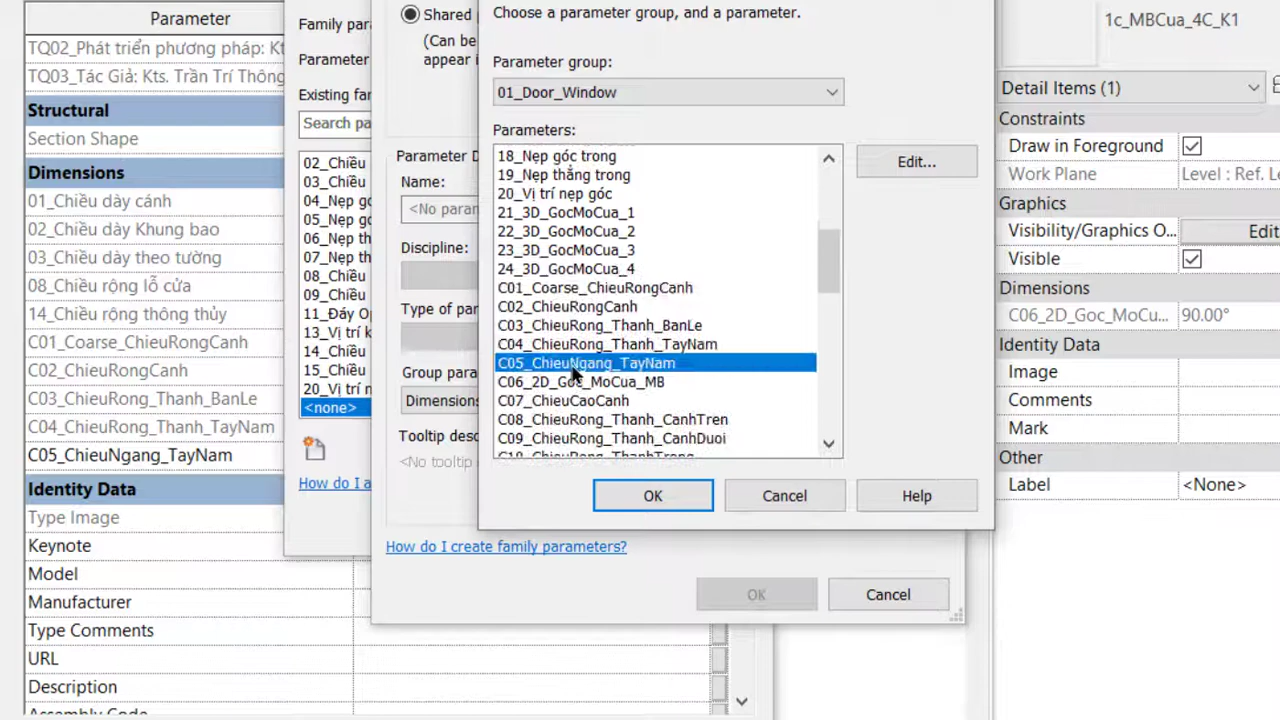 Parameter
TQ02_Phát triển phương pháp: Kt
TQ03_Tác Giả: Kts. Trần Trí Thông
Structural
Section Shape
Dimensions
01_Chiều dày cánh
02_Chiều dày Khung bao
03_Chiều dày theo tường
08_Chiều rộng lỗ cửa
14_Chiều rộng thông thủy
C01_Coarse_ChieuRongCanh
C02_ChieuRongCanh
C03_ChieuRong_Thanh_BanLe
C04_ChieuRong_Thanh_TayNam
C05_ChieuNgang_TayNam
Identity Data
Type Image
Keynote
Model
Manufacturer
Type Comments
URL
Description
Assembly Code
Family para
Parameter
Existing far
Search pa
02_Chiều
03_Chiều
04_Nẹp gó
05_Nẹp go
06_Nẹp th
07_Nẹp th
08_Chiều
09_Chiều
11_Đáy O
13_Vị trí k
14_Chiều
15_Chiều
20_Vị trí n
<none>
How do I a
Shared
(Can be
appear i
Parameter D
Name:
<No paran
Discipline:
Type of par
Group para
Dimensions
Tooltip desc
<No tooltip
How do I create family parameters?
OK
Cancel
Choose a parameter group, and a parameter.
Parameter group:
01_Door_Window
Parameters:
18_Nẹp góc trong
19_Nẹp thẳng trong
20_Vị trí nẹp góc
21_3D_GocMoCua_1
22_3D_GocMoCua_2
23_3D_GocMoCua_3
24_3D_GocMoCua_4
C01_Coarse_ChieuRongCanh
C02_ChieuRongCanh
C03_ChieuRong_Thanh_BanLe
C04_ChieuRong_Thanh_TayNam
C05_ChieuNgang_TayNam
C06_2D_Goc_MoCua_MB
C07_ChieuCaoCanh
C08_ChieuRong_Thanh_CanhTren
C09_ChieuRong_Thanh_CanhDuoi
Edit...
OK
Cancel
Help
1c_MBCua_4C_K1
Detail Items (1)
Constraints
Draw in Foreground
Work Plane
Level : Ref. Le
Graphics
Visibility/Graphics O...
Edit
Visible
Dimensions
C06_2D_Goc_MoCu...
90.00°
Identity Data
Image
Comments
Mark
Other
Label
<None>